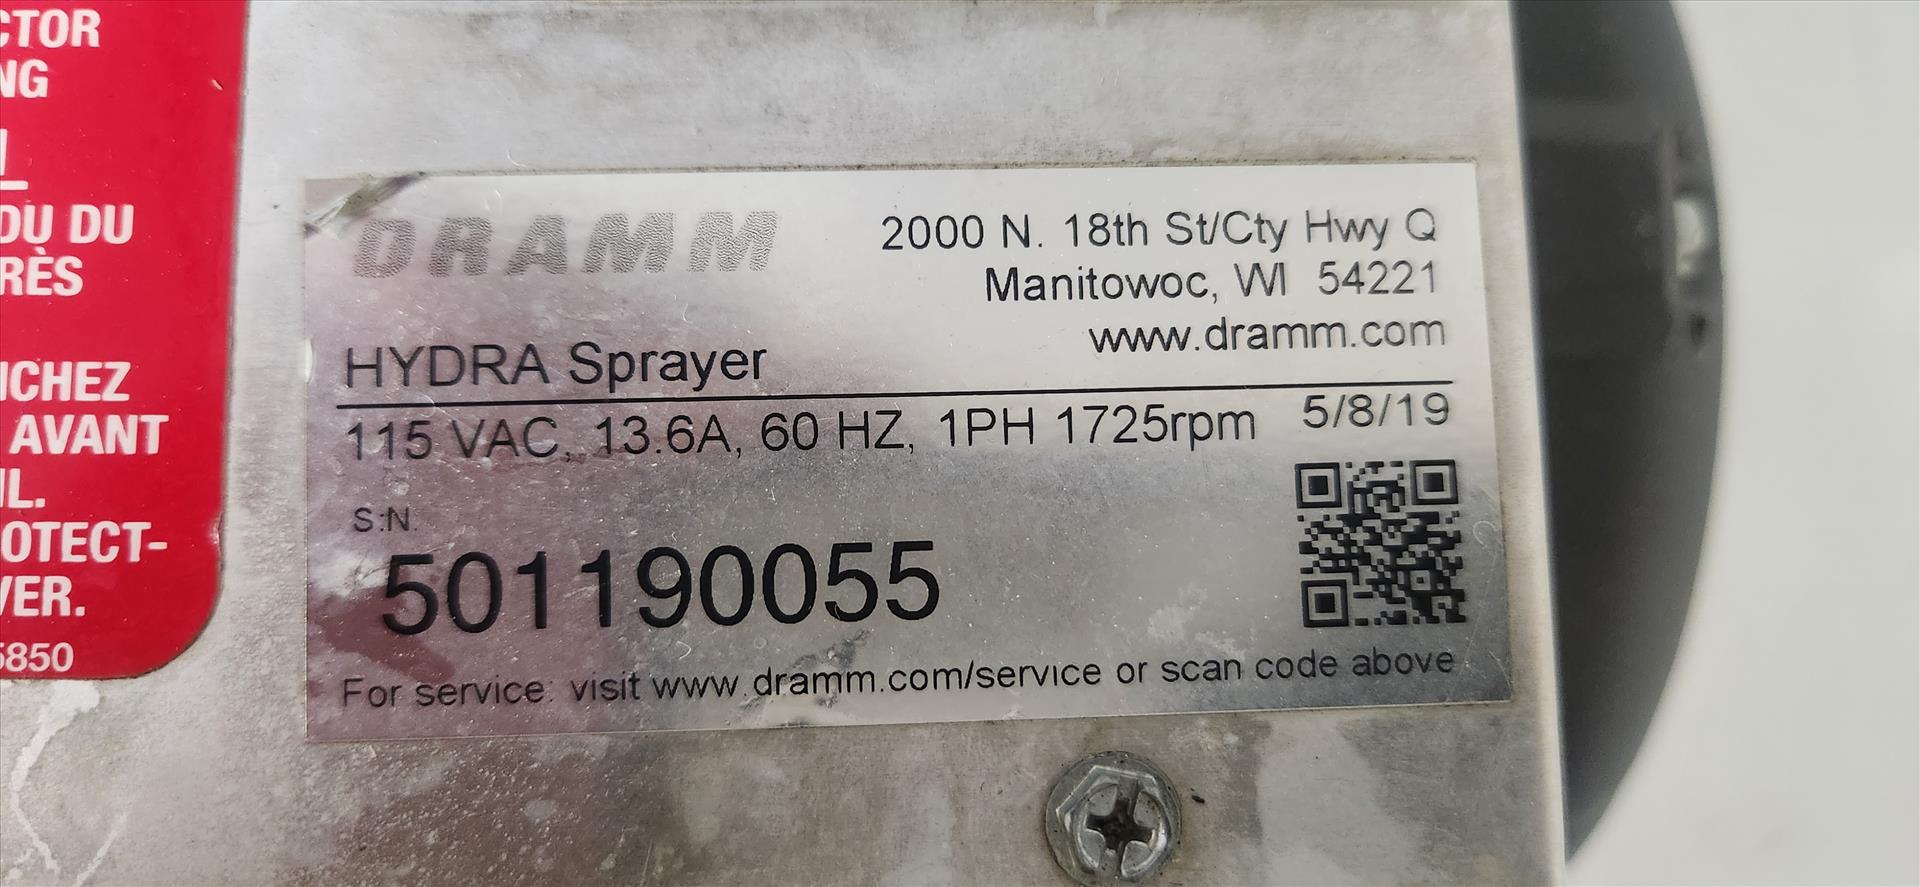 CTOR
NG
DU DU
RÈS
ICHEZ
AVANT
IL.
OTECT-
VER.
5850
DRAMM
2000 N. 18th St/Cty Hwy Q
Manitowoc, WI 54221
www.dramm.com
HYDRA Sprayer
115 VAC, 13.6A, 60 HZ, 1PH 1725rpm 5/8/19
S:N.
501190055
For service: visit www.dramm.com/service or scan code above